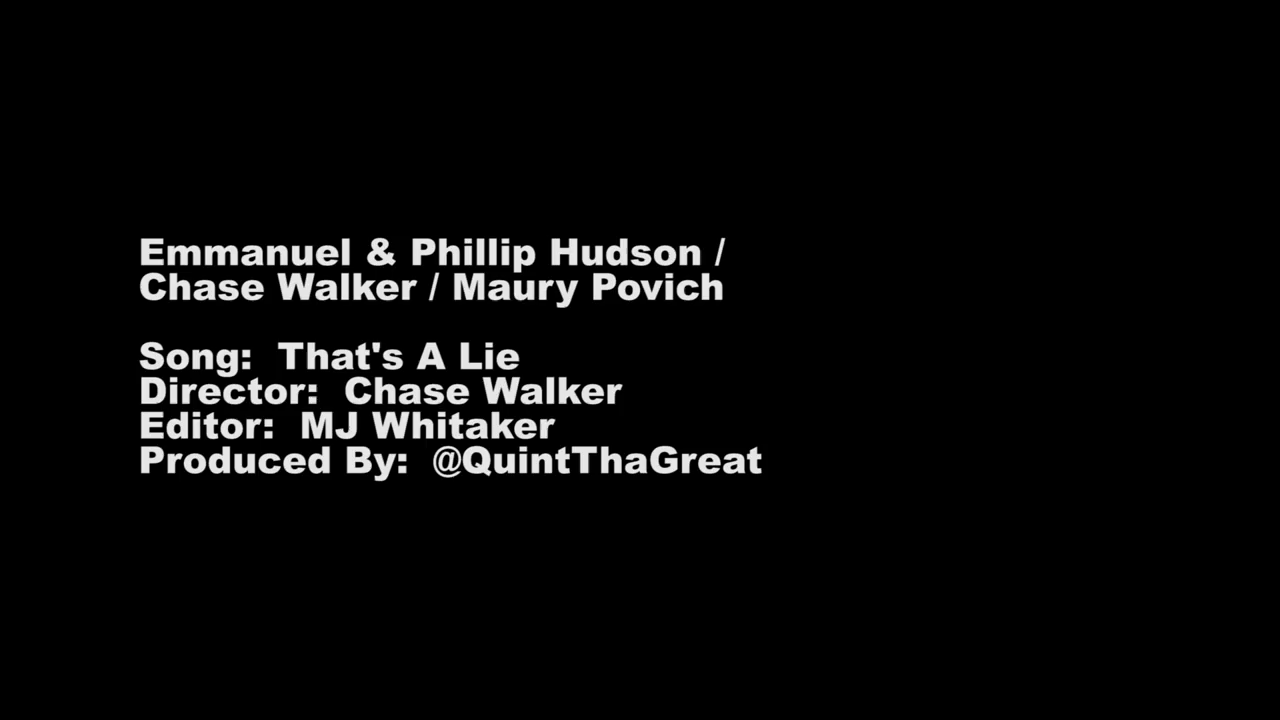 Emmanuel & Phillip Hudson /
Chase Walker / Maury Povich
Song:  That's A Lie
Director:  Chase Walker
Editor:  MJ Whitaker
Produced By:  @QuintThaGreat